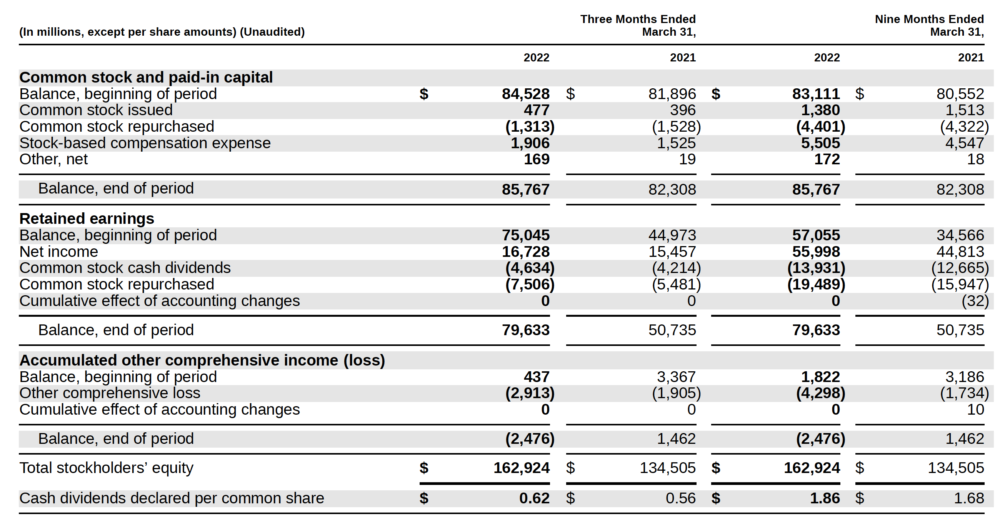 Three Months Ended Nine Months Ended
(In millions, except per share amounts) (Unaudited) March 31, March 31,
2022 2021 2022 2021
Common stock and paid-in capital
Balance, beginning of period $ 84,528 $ 81,896 $ 83,111 $ 80,552
Common stock issued 477 396 1,380 1,513
Common stock repurchased (1,313) (1,528) (4,401) (4,322)
Stock-based compensation expense 1,906 1,525 5,505 4,547
Other, net 169 19 172 18
Balance, end of period 85,767 82,308 85,767 82,308
Retained earnings
Balance, beginning of period 75,045 44,973 57,055 34,566
Net income 16,728 15,457 55,998 44,813
Common stock cash dividends (4,634) (4,214) (13,931) (12,665)
Common stock repurchased (7,506) (5,481) (19,489) (15,947)
Cumulative effect of accounting changes 0 0 0 (32)
Balance, end of period 79,633 50,735 79,633 50,735
Accumulated other comprehensive income (loss)
Balance, beginning of period 437 3,367 1,822 3,186
Other comprehensive loss (2,913) (1,905) (4,298) (1,734)
Cumulative effect of accounting changes 0 0 0 10
Balance, end of period (2,476) 1,462 (2,476) 1,462
Total stockholders’ equity $ 162,924 $ 134,505 $ 162,924 $ 134,505
Cash dividends declared per common share $ 0.62 $ 0.56 $ 1.86 $ 1.68